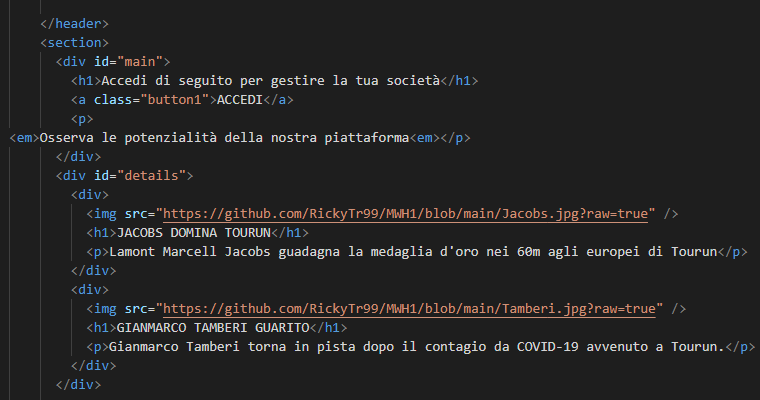 </header>
<section>
<div id="main">
<h1>Accedi di seguito per gestire la tua società</h1>
<a class="button1">ACCEDI</a>
<p>
<em>Osserva le potenzialità della nostra piattaforma<em></p>
</div>
<div id="details">
<div>
<img src="https://github.com/RickyTr99/MWH1/blob/main/Jacobs.jpg?raw=true" />
<h1>JACOBS DOMINA TOURUN</h1>
<p>Lamont Marcell Jacobs guadagna la medaglia d'oro nei 60m agli europei di Tourun</p>
</div>
<div>
<img src="https://github.com/RickyTr99/MWH1/blob/main/Tamberi.jpg?raw=true" />
<h1>GIANMARCO TAMBERI GUARITO</h1>
<p>Gianmarco Tamberi torna in pista dopo il contagio da COVID-19 avvenuto a Tourun.</p>
</div>
</div>